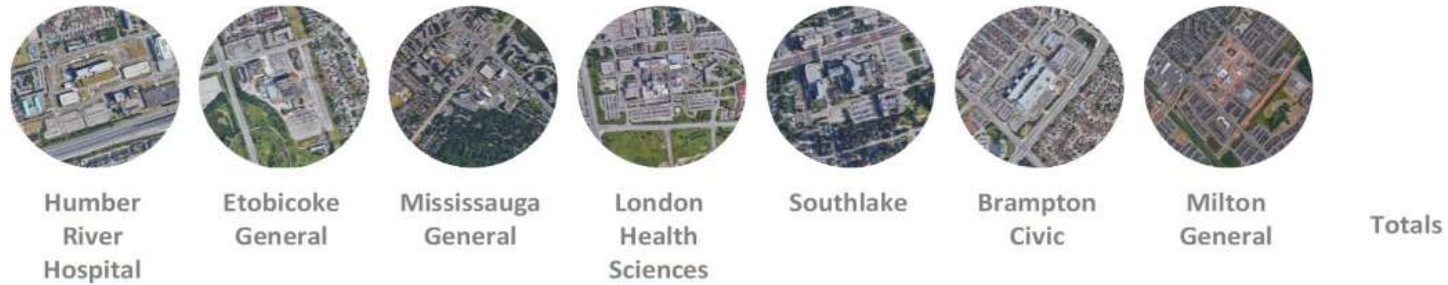 Humber
River
Hospital
Etobicoke
General
Mississauga
General
London
Health
Sciences
Southlake
Brampton
Civic
Milton
General
Totals